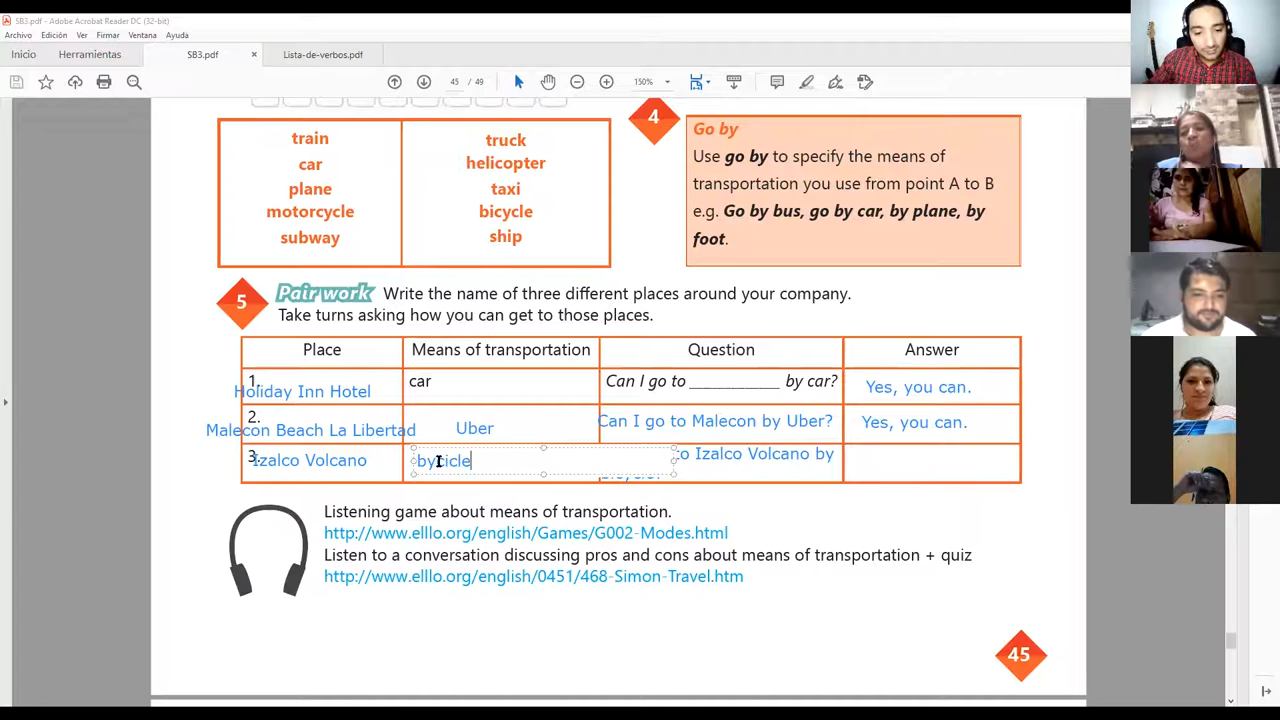 SB3.pdf - Adobe Acrobat Reader DC (32-bit)
Archivo Edición Ver Firmar Ventana Ayuda
Inicio Herramientas SB3.pdf × Lista-de-verbos.pdf
45 / 49 150%
train truck
car helicopter
plane taxi
motorcycle bicycle
subway ship
4
Go by
Use go by to specify the means of
transportation you use from point A to B
e.g. Go by bus, go by car, by plane, by
foot.
5 Pair work Write the name of three different places around your company.
Take turns asking how you can get to those places.
Place Means of transportation Question Answer
1. Holiday Inn Hotel car Can I go to ____________ by car? Yes, you can.
2. Malecon Beach La Libertad Uber Can I go to Malecon by Uber? Yes, you can.
3. Izalco Volcano bycicle to Izalco Volcano by
Listening game about means of transportation.
http://www.elllo.org/english/Games/G002-Modes.html
Listen to a conversation discussing pros and cons about means of transportation + quiz
http://www.elllo.org/english/0451/468-Simon-Travel.htm
45